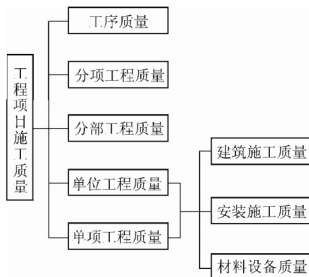 工程项目施工质量
工序质量
分项工程质量
分部工程质量
单位工程质量
单项工程质量
建筑施工质量
安装施工质量
材料设备质量